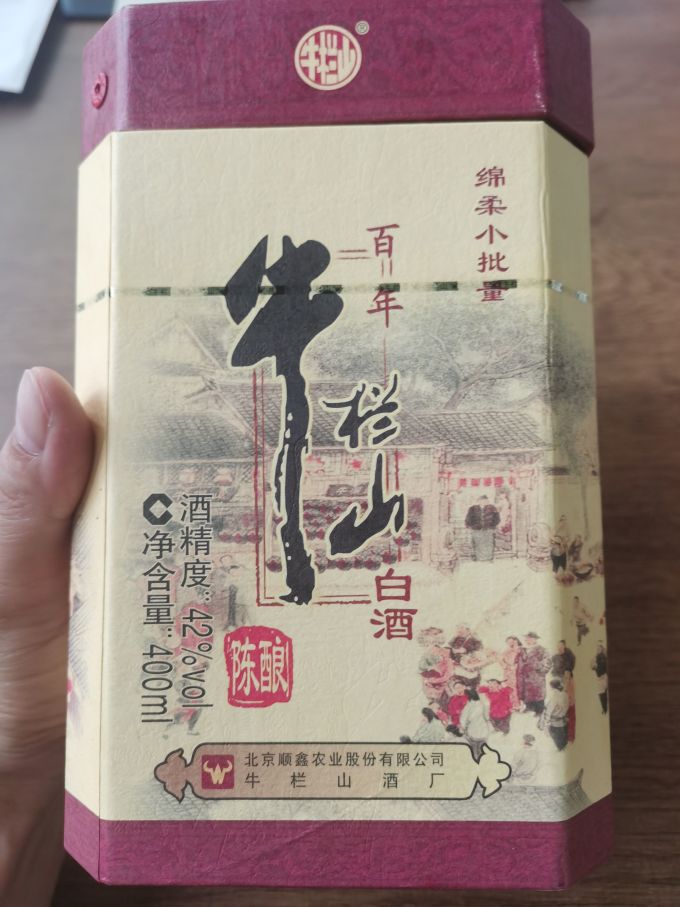 牛栏山
®
绵柔小批量
百年
牛栏山
白酒
酒精度:42%vol
净含量:400ml
陈酿
北京顺鑫农业股份有限公司
牛栏山酒厂